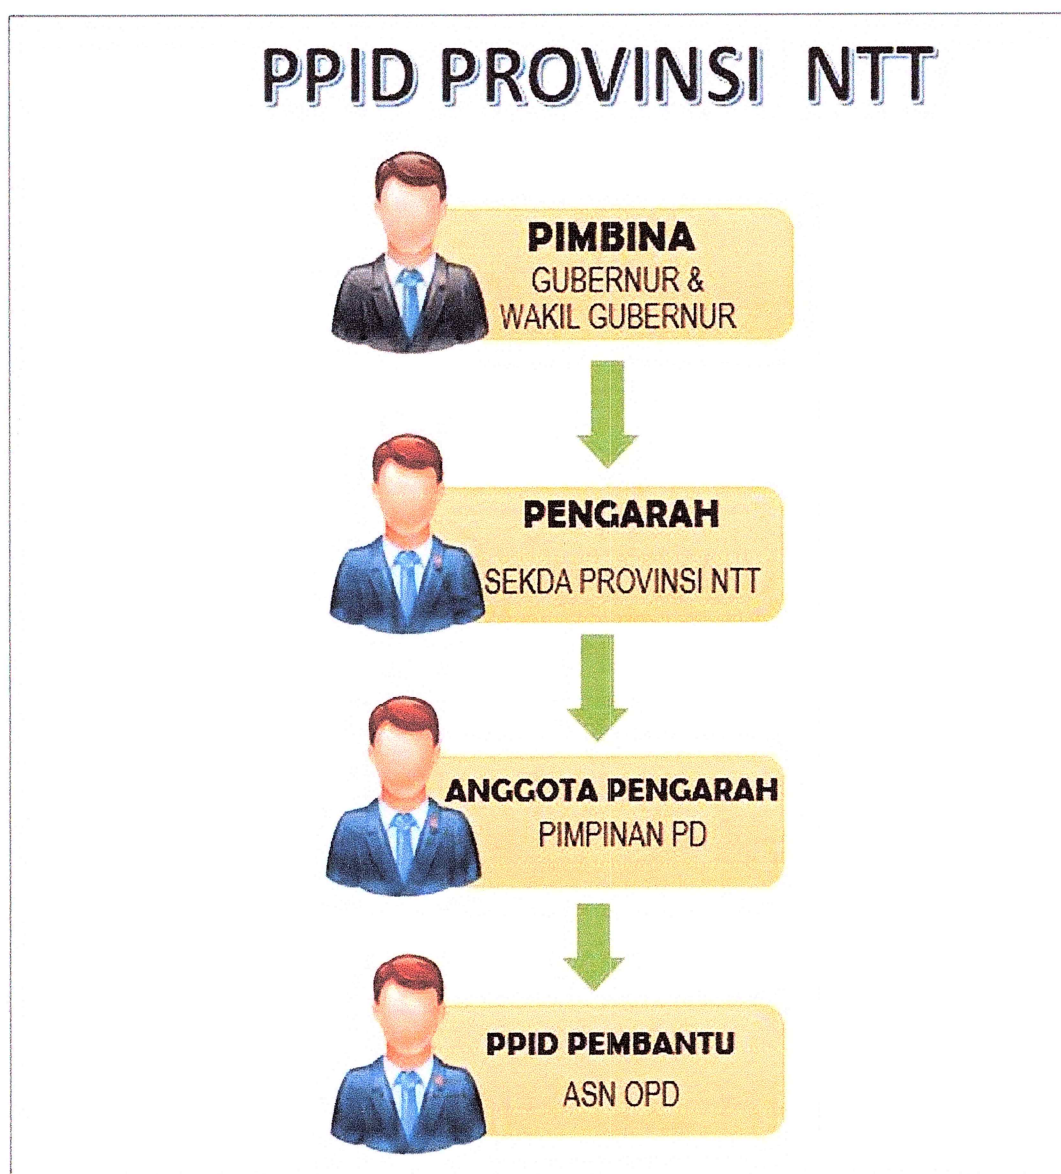 PPID PROVINSI NTT
PIMBINA
GUBERNUR &
WAKIL GUBERNUR
PENGARAH
SEKDA PROVINSI NTT
ANGGOTA PENGARAH
PIMPINAN PD
PPID PEMBANTU
ASN OPD